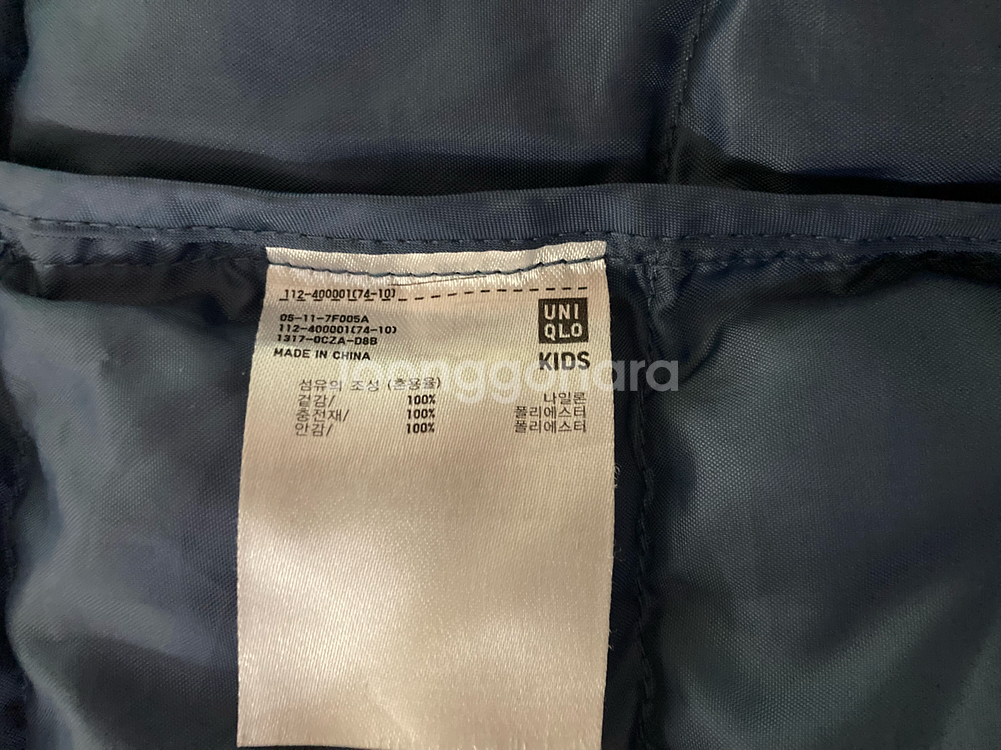 112-400001(74-10)
05-11-7F005A
112-400001(74-10)
1317-0CZA-D8B
MADE IN CHINA
UNI
QLO
KIDS
joonggonara
섬유의 조성 (혼용율)
겉감/ 100% 나일론
충전재/ 100% 폴리에스터
안감/ 100% 폴리에스터